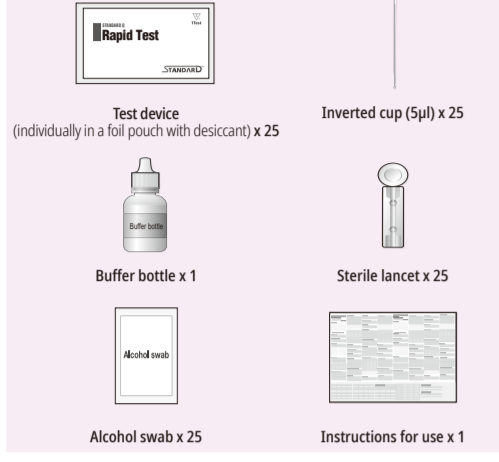 STANDARD Q
Rapid Test
1Test
STANDARD
Test device
(individually in a foil pouch with desiccant) x 25
Inverted cup (5µl) x 25
Buffer bottle
Buffer bottle x 1
Sterile lancet x 25
Alcohol swab
Alcohol swab x 25
Instructions for use x 1